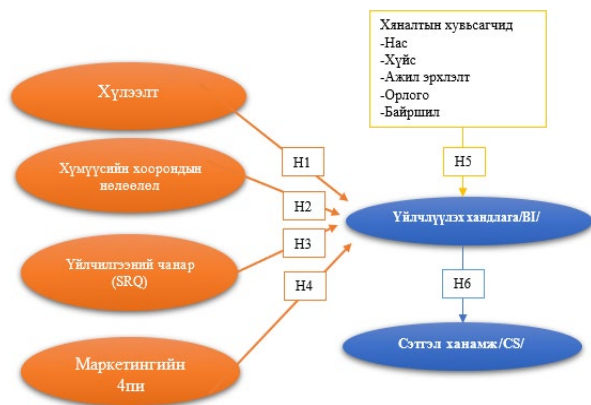 Хүлээлт
Хүмүүсийн хоорондын
нөлөөлөл
Үйлчилгээний чанар
(SRQ)
Маркетингийн
4пи
H1
H2
H3
H4
Хяналтын хувьсагчид
-Нас
-Хүйс
-Ажил эрхлэлт
-Орлого
-Байршил
H5
Үйлчлүүлэх хандлага/BI/
H6
Сэтгэл ханамж/CS/